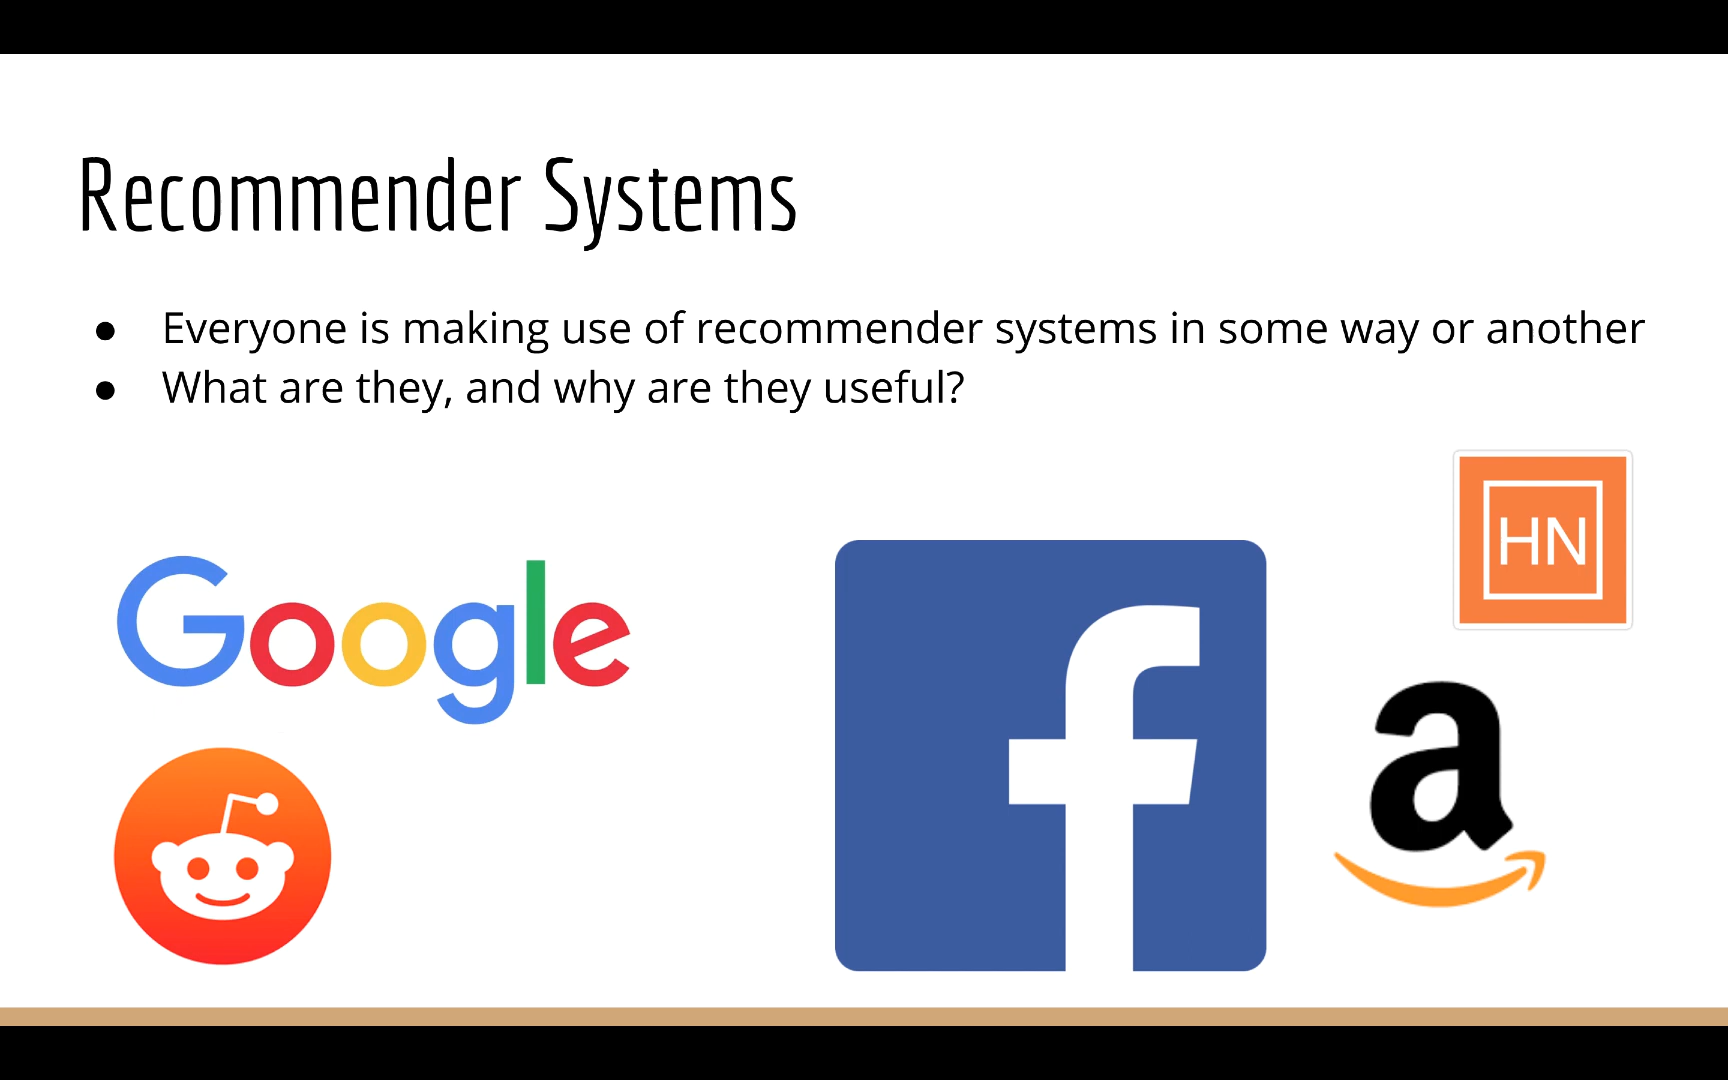 Recommender Systems
● Everyone is making use of recommender systems in some way or another
● What are they, and why are they useful?
HN
Google
f
a